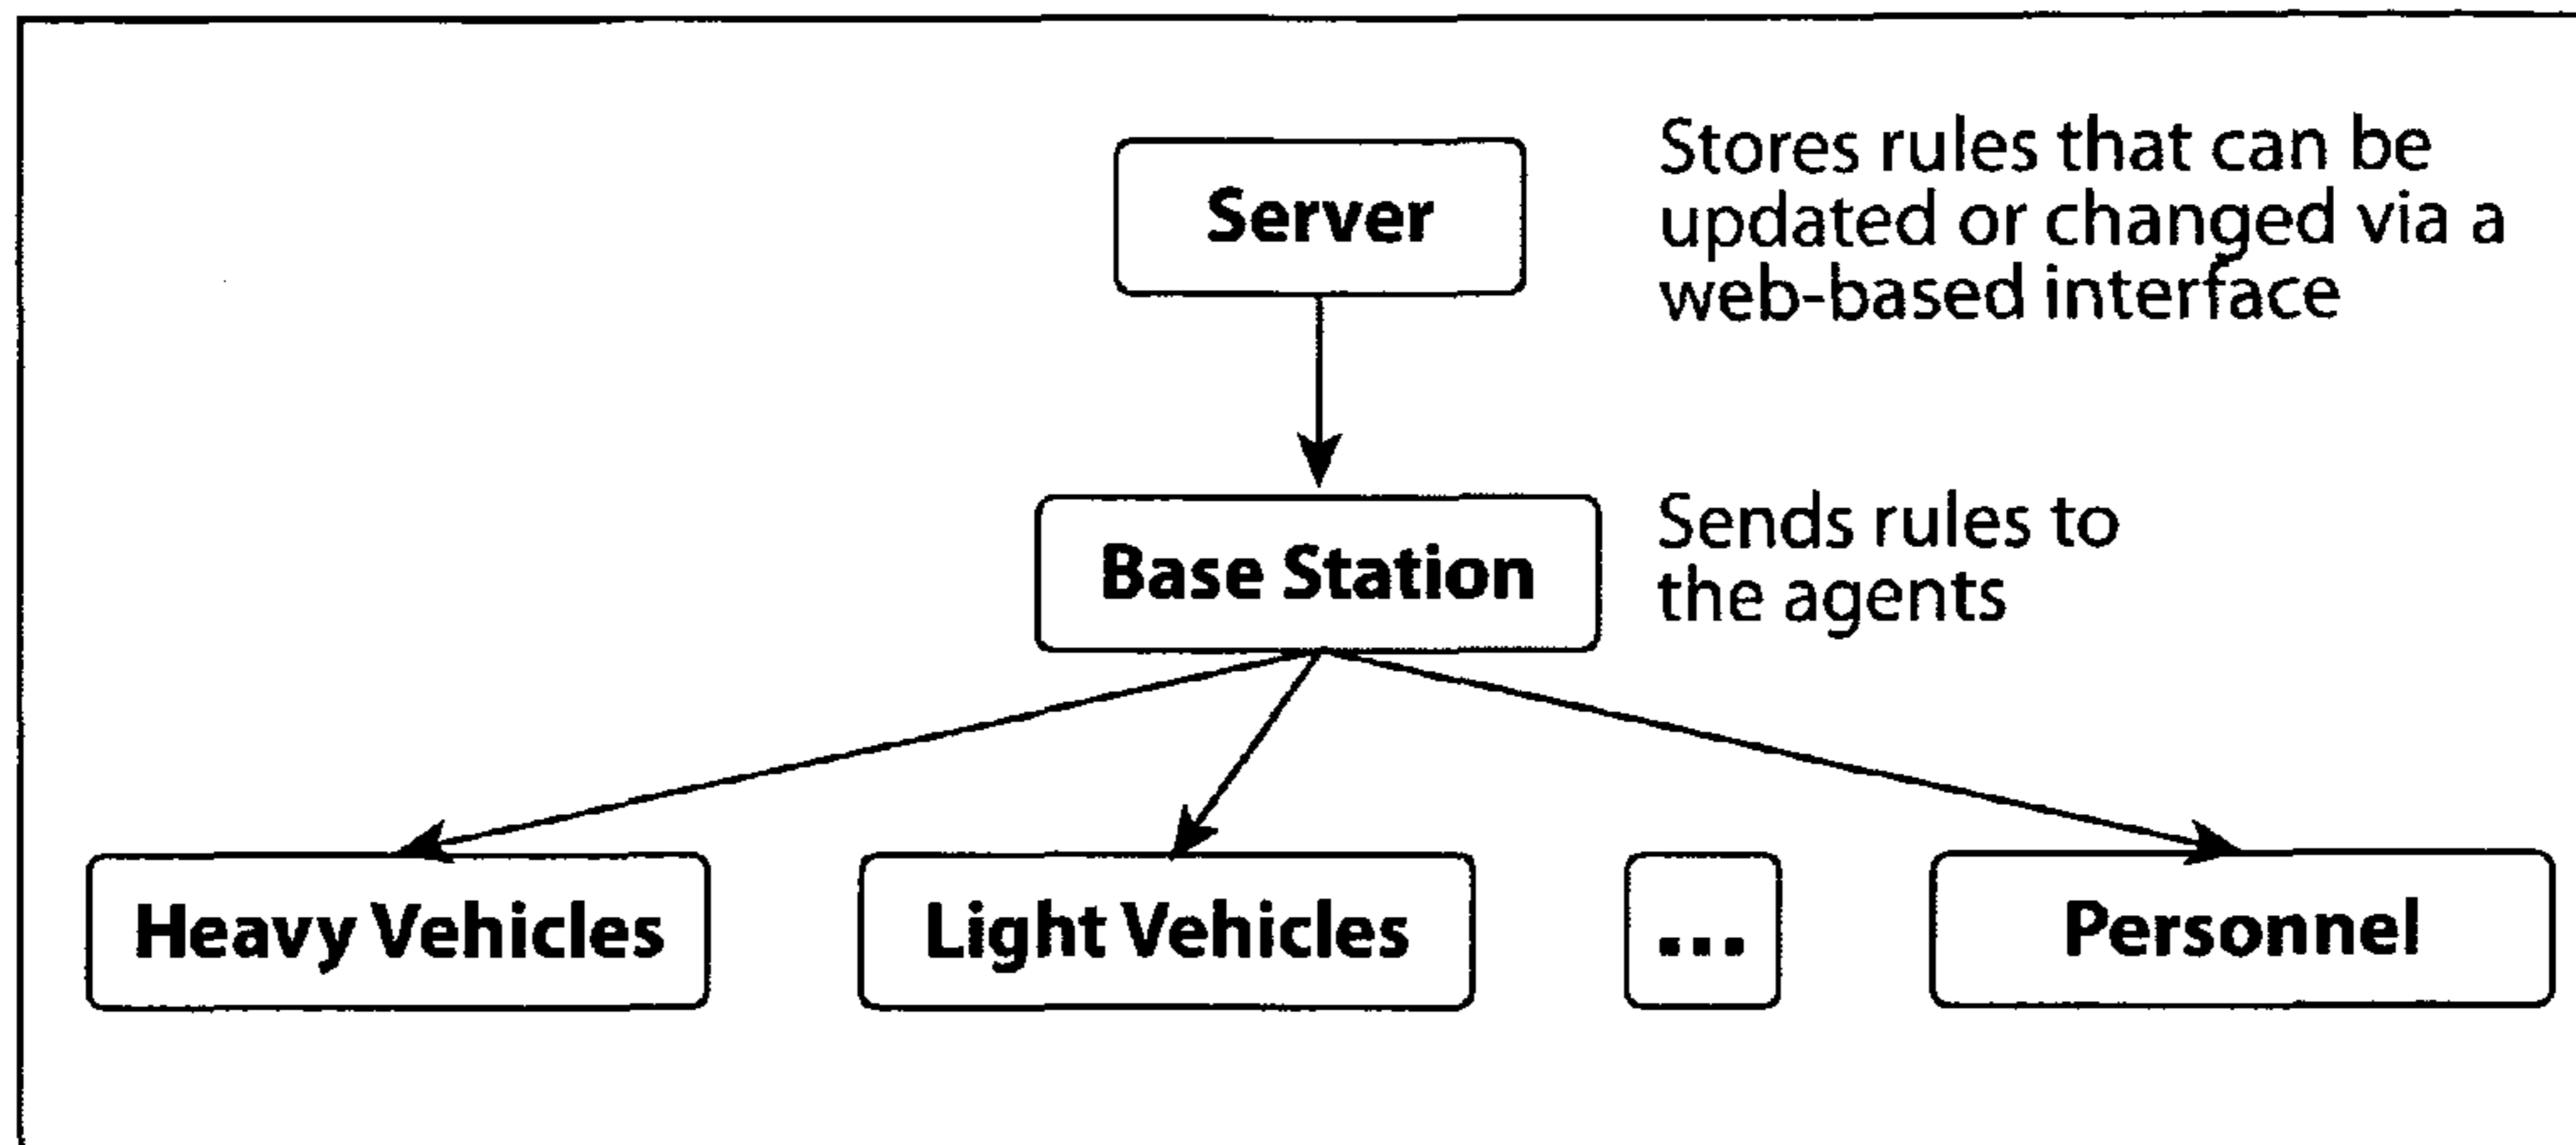 Server
Stores rules that can be
updated or changed via a
web-based interface
Base Station
Sends rules to
the agents
Heavy Vehicles
Light Vehicles
...
Personnel